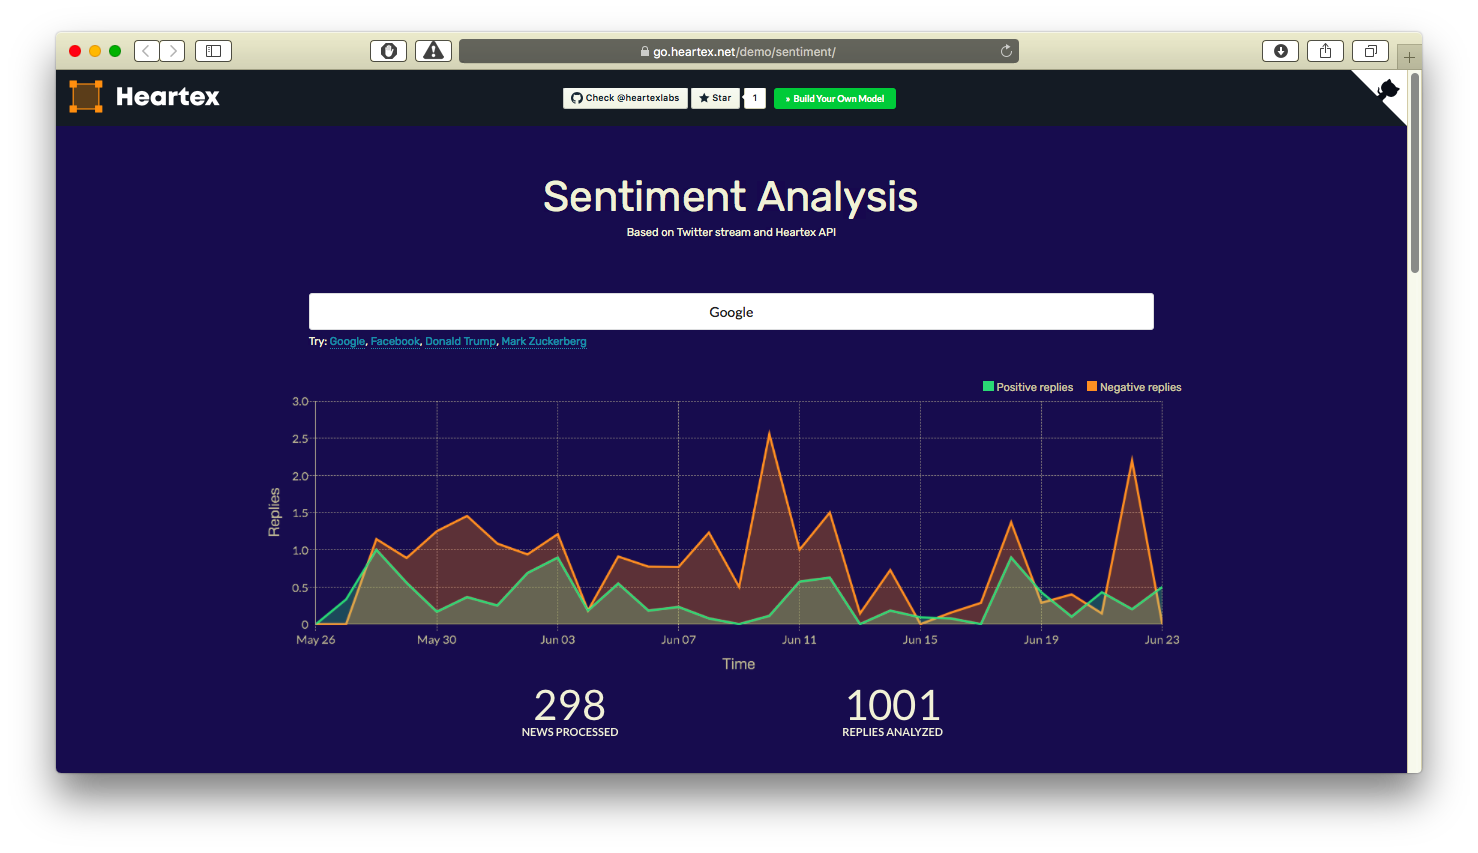 go.heartex.net/demo/sentiment/
Heartex
Check @heartexlabs
Star
1
» Build Your Own Model
Sentiment Analysis
Based on Twitter stream and Heartex API
Google
Try: Google, Facebook, Donald Trump, Mark Zuckerberg
Positive replies
Negative replies
3.0
2.5
2.0
1.5
1.0
0.5
0
Replies
May 26
May 30
Jun 03
Jun 07
Jun 11
Jun 15
Jun 19
Jun 23
Time
298
1001
NEWS PROCESSED
REPLIES ANALYZED